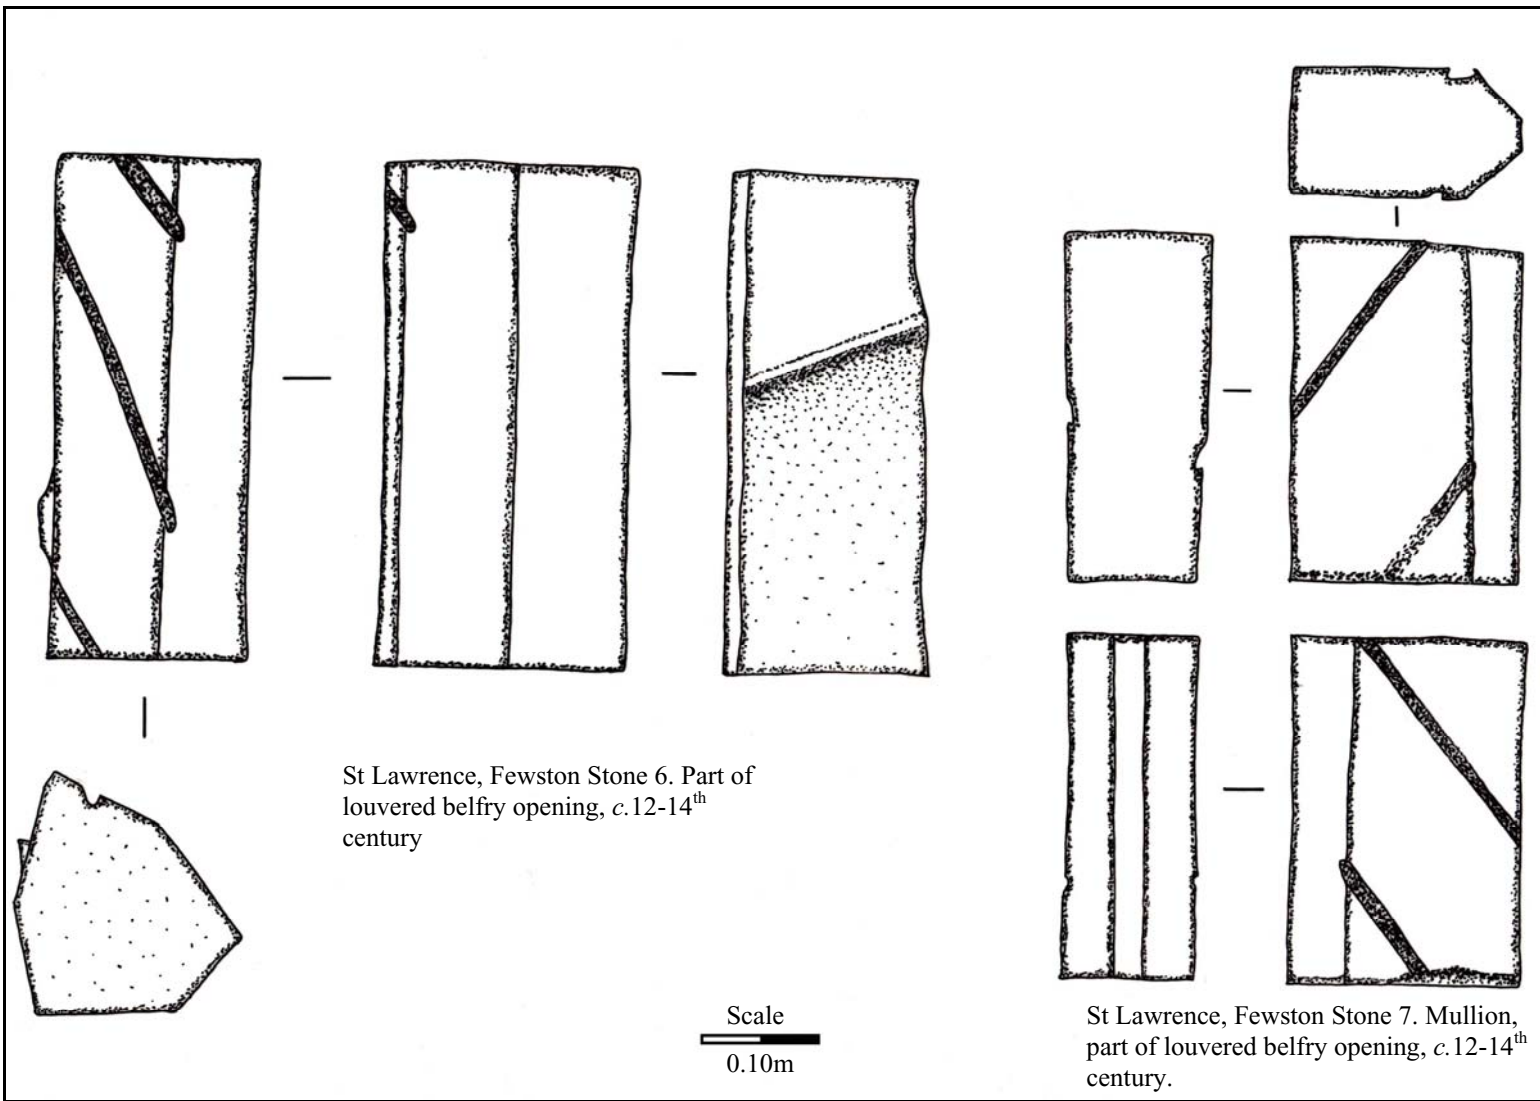 St Lawrence, Fewston Stone 6. Part of
louvered belfry opening, c.12-14th
century
Scale
0.10m
St Lawrence, Fewston Stone 7. Mullion,
part of louvered belfry opening, c.12-14th
century.